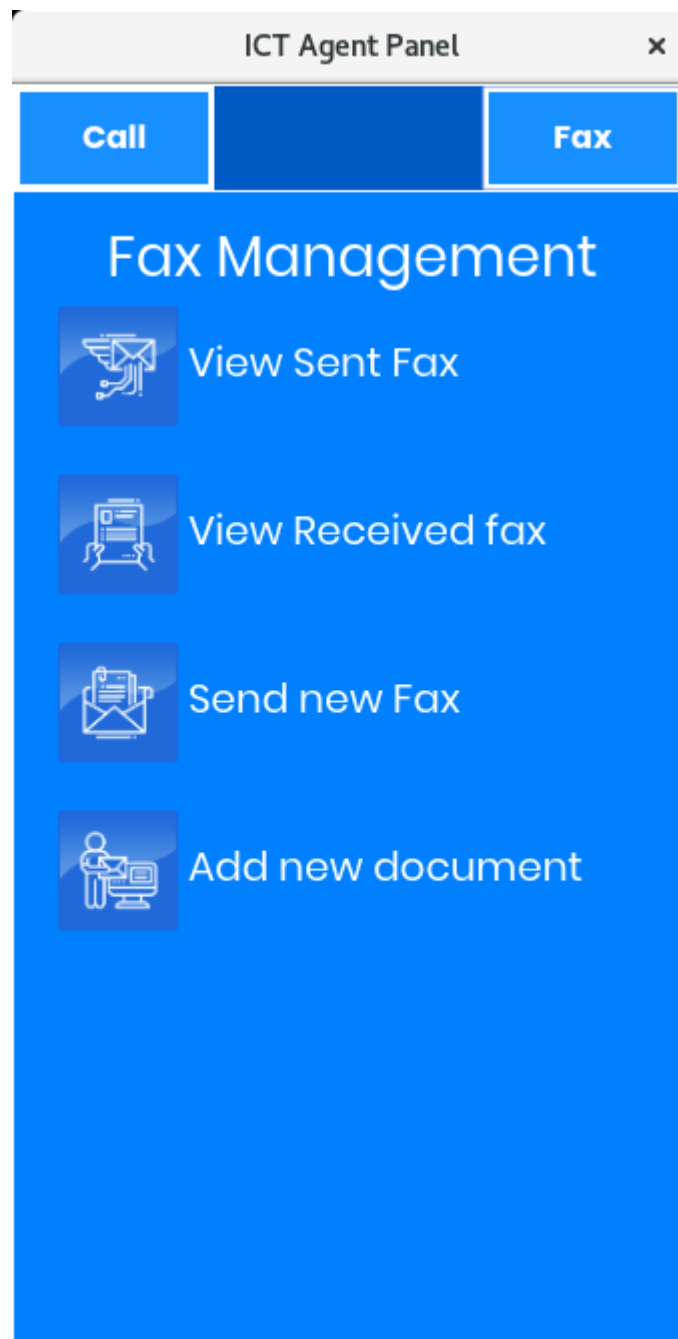 ICT Agent Panel
Call
Fax
Fax Management
View Sent Fax
View Received fax
Send new Fax
Add new document